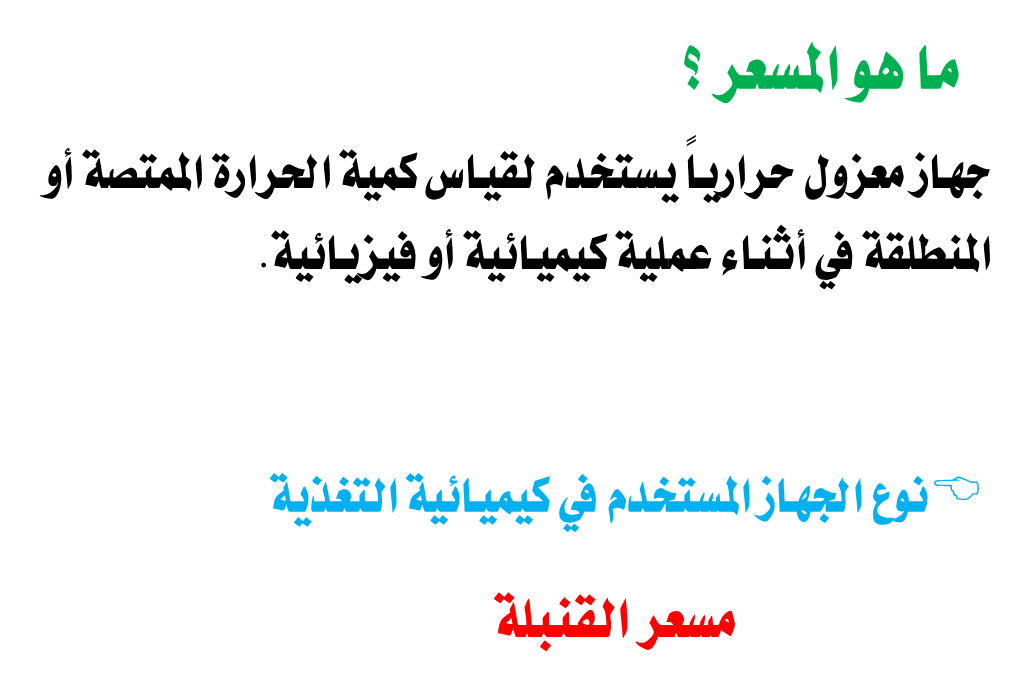 ما هو المسعر ؟
جهاز معزول حرارياً يستخدم لقياس كمية الحرارة الممتصة أو
المنطلقة في أثناء عملية كيميائية أو فيزيائية .
نوع الجهاز المستخدم في كيميائية التغذية
مسعر القنبلة